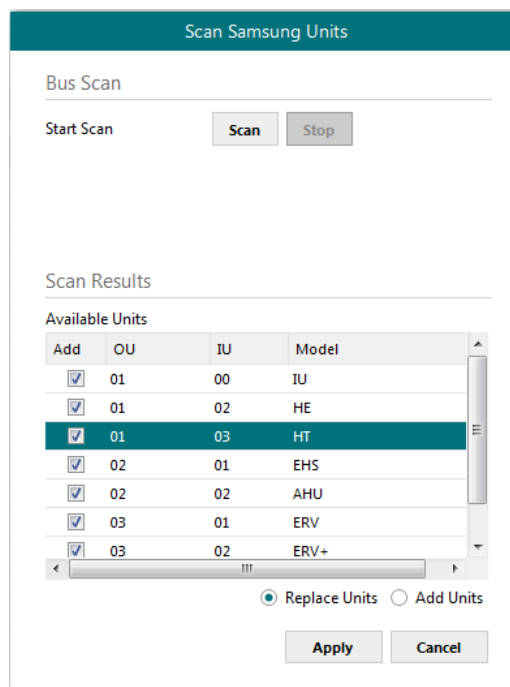 Scan Samsung Units
Bus Scan
Start Scan Scan Stop
Scan Results
Available Units
Add OU IU Model
01 00 IU
01 02 HE
01 03 HT
02 01 EHS
02 02 AHU
03 01 ERV
03 02 ERV+
Replace Units Add Units
Apply Cancel